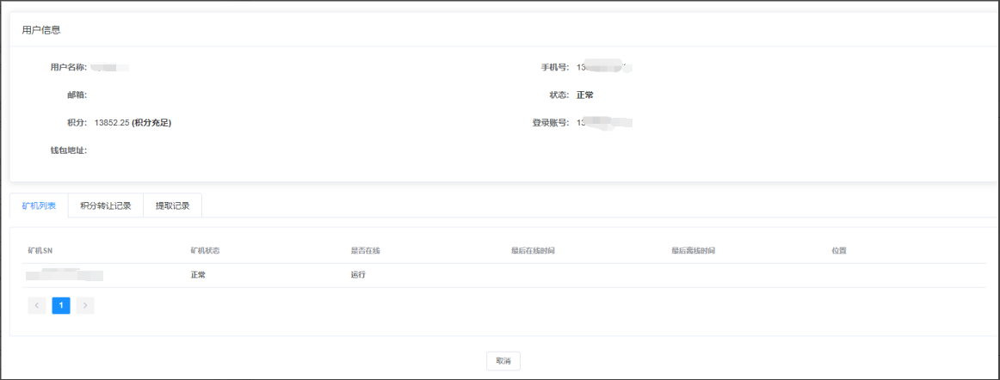 用户信息
用户名称: 手机号: 13
邮箱: 状态: 正常
积分: 13852.25 (积分充足) 登录账号: 13
钱包地址:
矿机列表 积分转让记录 提取记录
矿机SN 矿机状态 是否在线 最后在线时间 最后离线时间 位置
正常 运行
1
取消